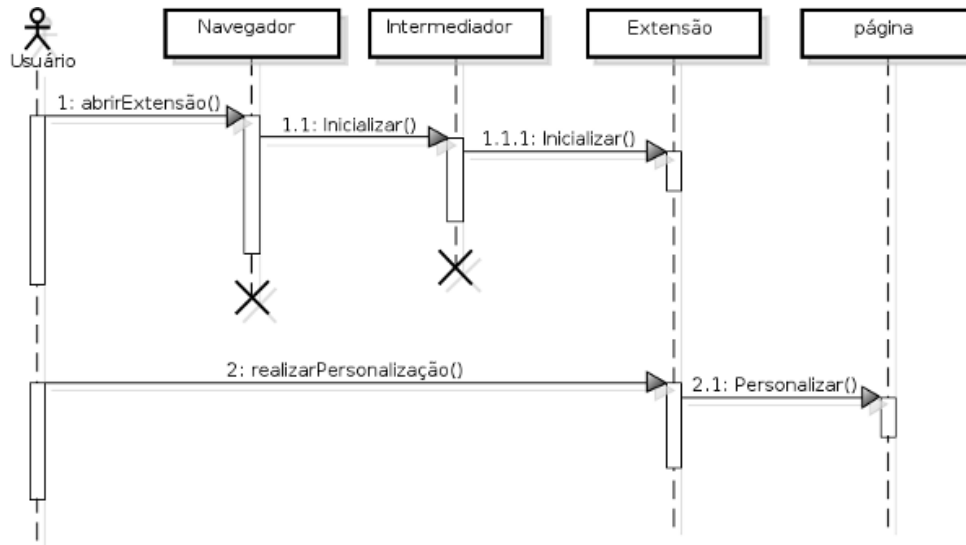 Usuário
Navegador
Intermediador
Extensão
página
1: abrirExtensão()
1.1: Inicializar()
1.1.1: Inicializar()
2: realizarPersonalização()
2.1: Personalizar()